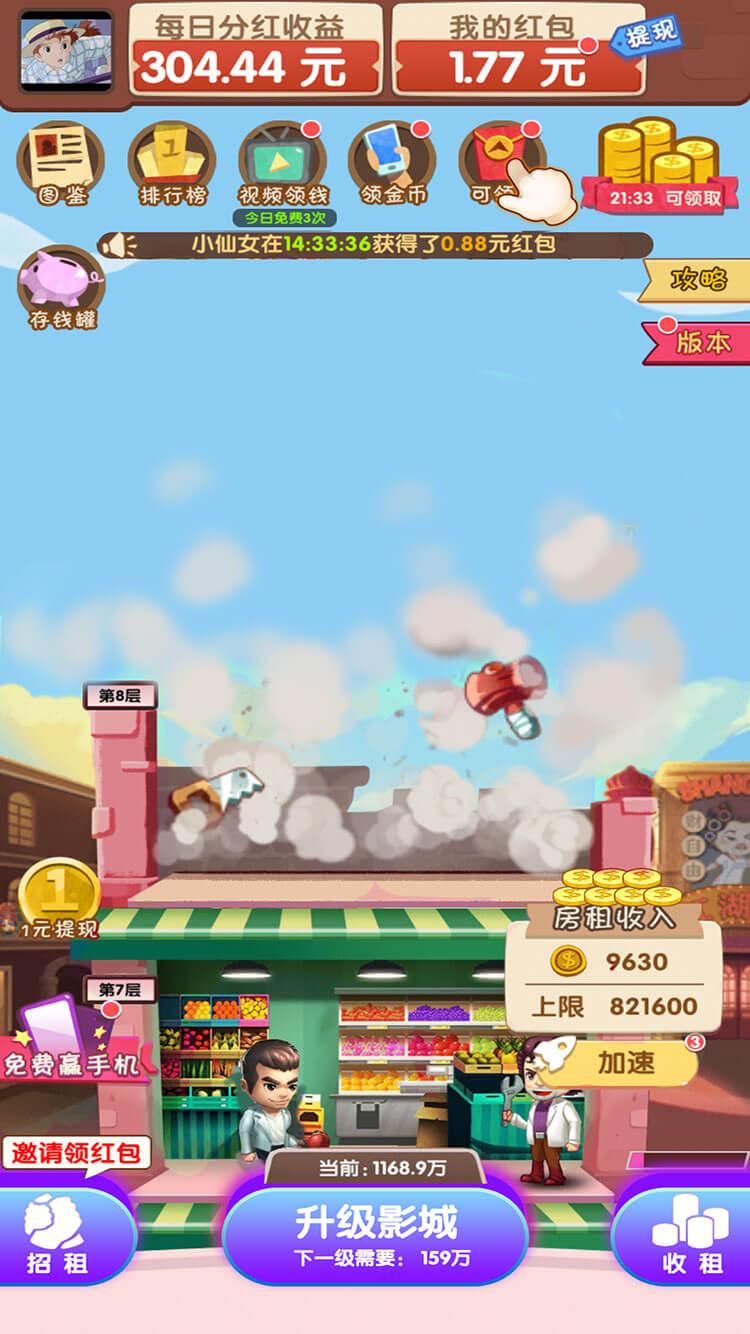 每日分红收益
304.44 元
我的红包
1.77 元
提现
图鉴
排行榜
视频领钱
今日免费3次
领金币
可领
21:33 可领取
小仙女在14:33:36获得了0.88元红包
存钱罐
攻略
版本
第8层
1
1元提现
房租收入
9630
上限 821600
第7层
免费赢手机
加速
3
邀请领红包
当前:1168.9万
招租
升级影城
下一级需要: 159万
收租